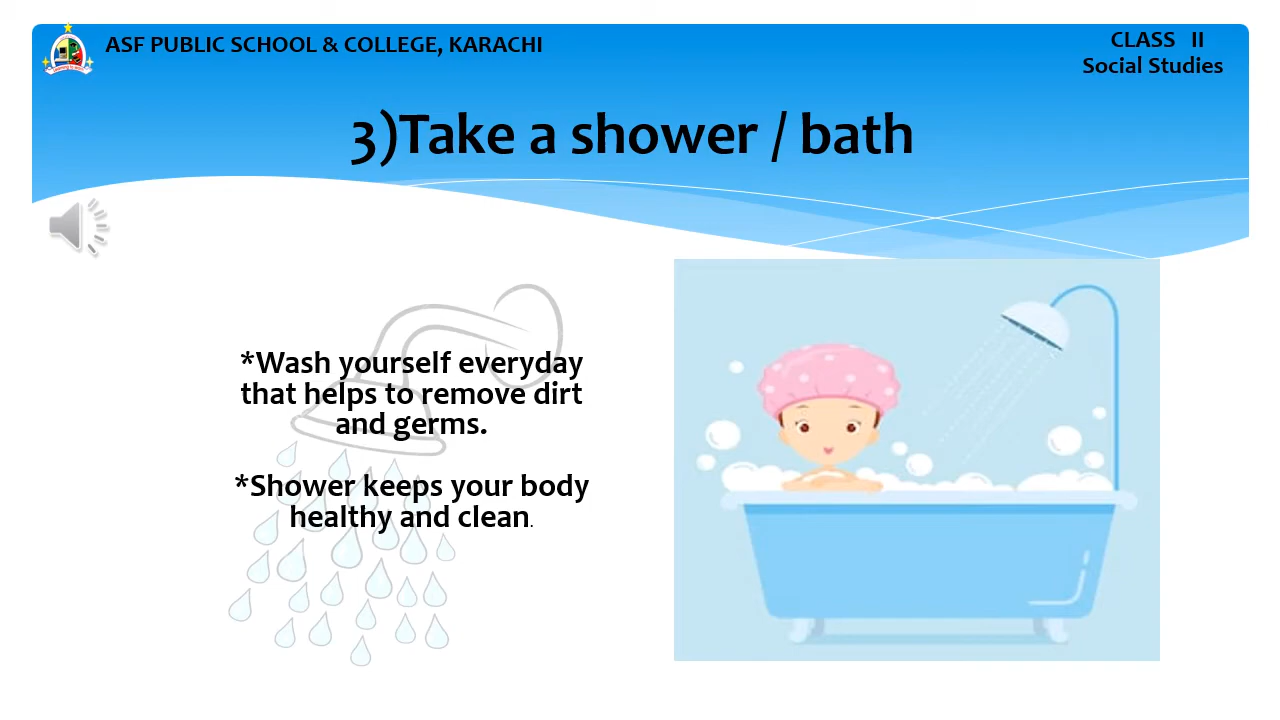 ASF PUBLIC SCHOOL & COLLEGE, KARACHI
CLASS II
Social Studies
3)Take a shower / bath
*Wash yourself everyday
that helps to remove dirt
and germs.
*Shower keeps your body
healthy and clean.